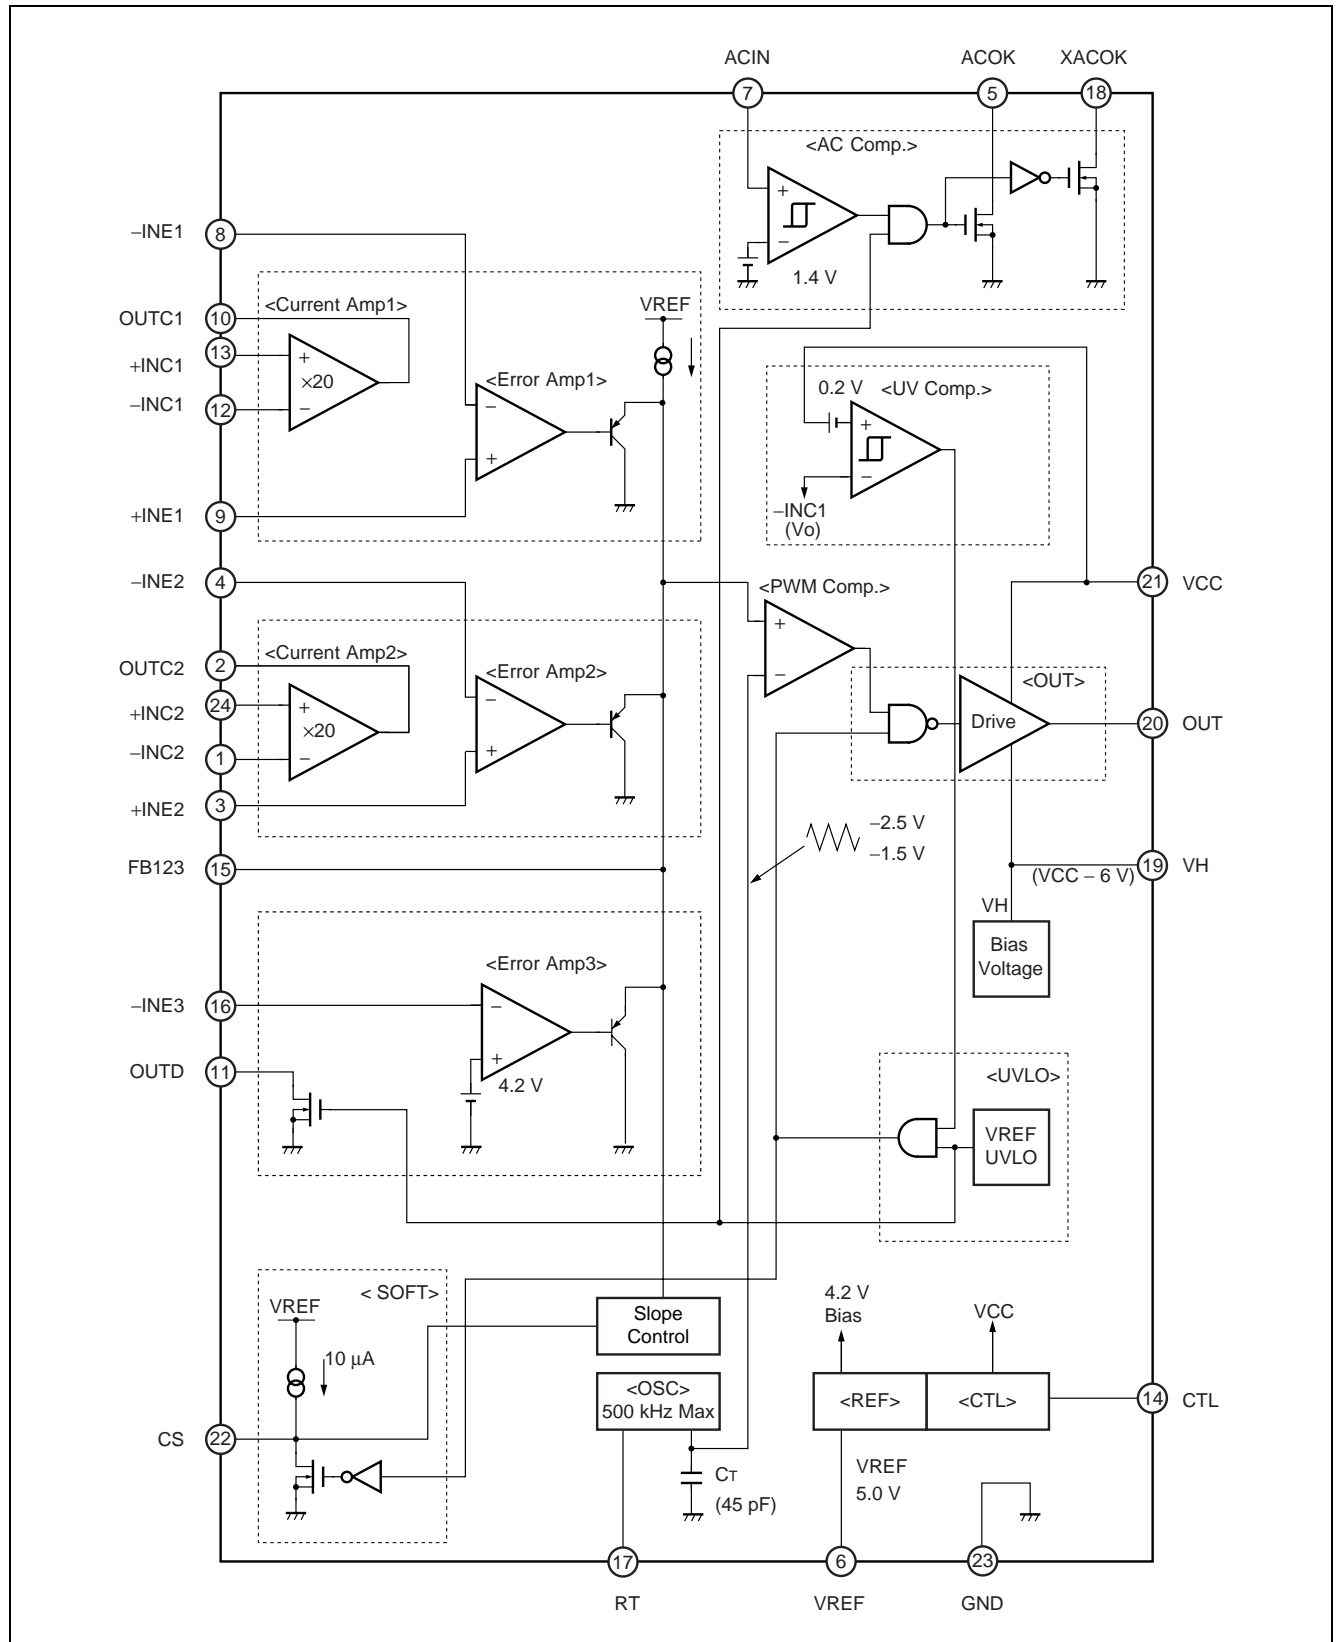 ACIN
ACOK
XACOK
7
5
18
<AC Comp.>
+
−
1.4 V
−INE1
8
OUTC1
10
<Current Amp1>
VREF
+INC1
13
+
×20
−
−INC1
12
<Error Amp1>
−
+
+INE1
9
0.2 V
<UV Comp.>
+
−
−INC1
(Vo)
−INE2
4
<PWM Comp.>
+
−
21
VCC
OUTC2
2
<Current Amp2>
+INC2
24
+
×20
−
−INC2
1
<Error Amp2>
−
+
+INE2
3
<OUT>
Drive
20
OUT
−2.5 V
−1.5 V
FB123
15
19
VH
(VCC − 6 V)
VH
Bias
Voltage
<Error Amp3>
−INE3
16
−
+
4.2 V
OUTD
11
<UVLO>
VREF
UVLO
< SOFT>
VREF
10 μA
Slope
Control
4.2 V
Bias
VCC
<OSC>
500 kHz Max
<REF>
<CTL>
14
CTL
CS
22
CT
(45 pF)
VREF
5.0 V
17
6
23
RT
VREF
GND